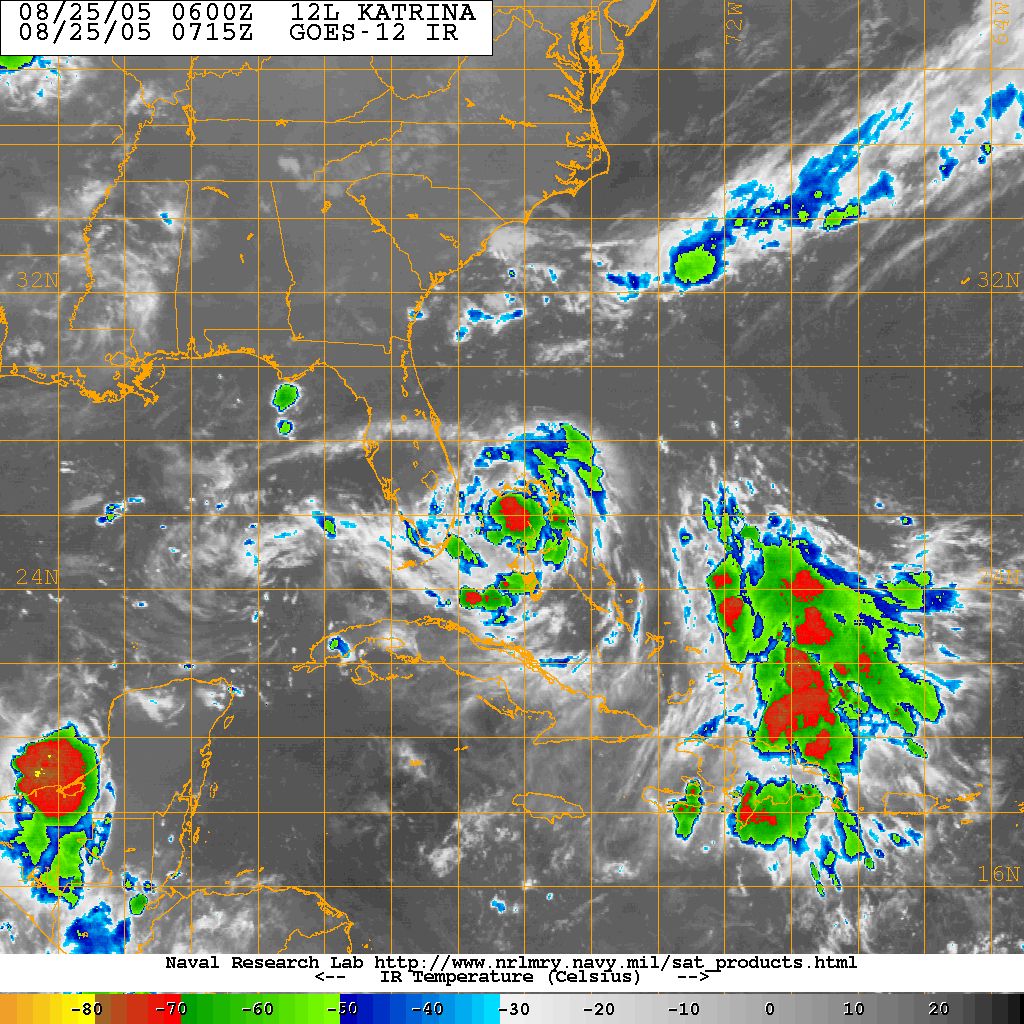 08/25/05 0600Z 12L KATRINA
08/25/05 0715Z GOES-12 IR
72W
64W
32N
32N
24N
24N
16N
Naval Research Lab http://www.nrlmry.navy.mil/sat_products.html
<-- IR Temperature (Celsius) -->
-80 -70 -60 -50 -40 -30 -20 -10 0 10 20